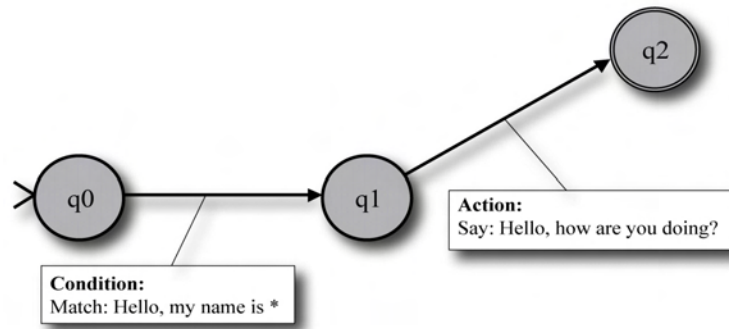 q2
q0
q1
Action:
Say: Hello, how are you doing?
Condition:
Match: Hello, my name is *